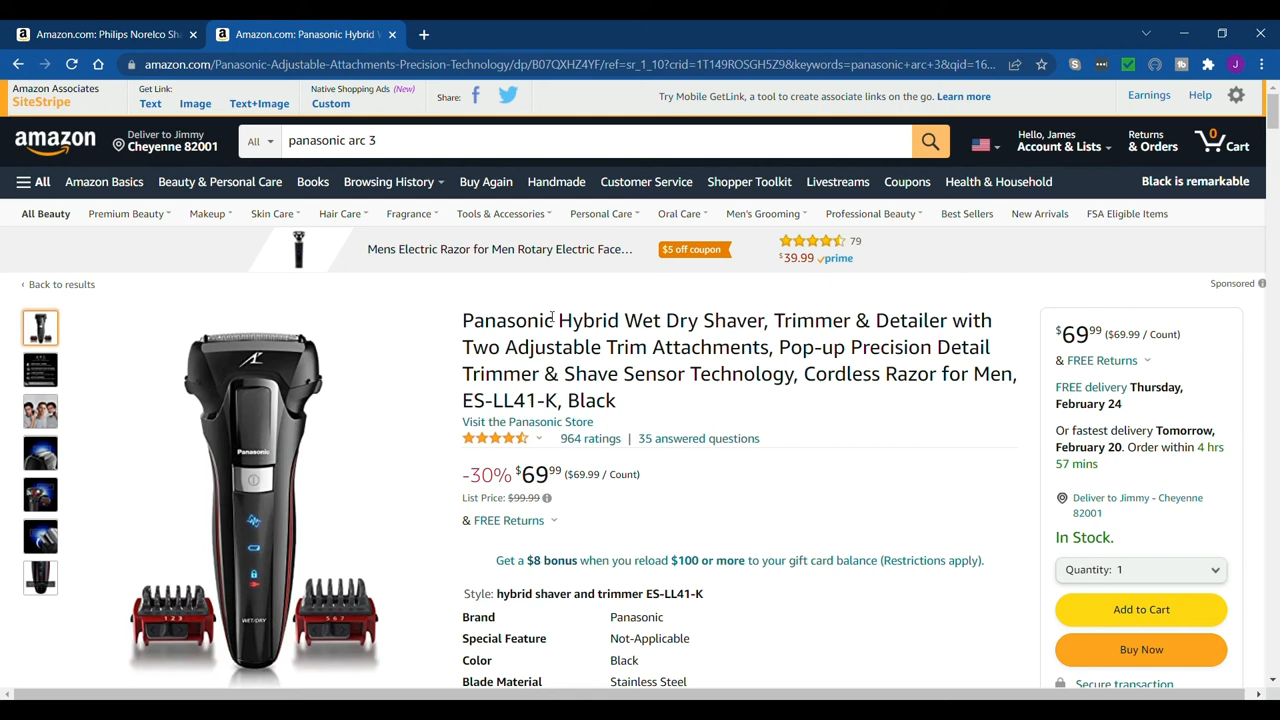 Amazon.com: Philips Norelco Sha
Amazon.com: Panasonic Hybrid W
amazon.com/Panasonic-Adjustable-Attachments-Precision-Technology/dp/B07QXHZ4YF/ref=sr_1_10?crid=1T149ROSGH5Z9&keywords=panasonic+arc+3&qid=16...
Amazon Associates
SiteStripe
Get Link:
Text Image Text+Image
Native Shopping Ads (New)
Custom
Share:
Try Mobile GetLink, a tool to create associate links on the go. Learn more
Earnings Help
amazon
Deliver to Jimmy
Cheyenne 82001
All
panasonic arc 3
Hello, James
Account & Lists
Returns
& Orders
0
Cart
All Amazon Basics Beauty & Personal Care Books Browsing History Buy Again Handmade Customer Service Shopper Toolkit Livestreams Coupons Health & Household Black is remarkable
All Beauty Premium Beauty Makeup Skin Care Hair Care Fragrance Tools & Accessories Personal Care Oral Care Men's Grooming Professional Beauty Best Sellers New Arrivals FSA Eligible Items
Mens Electric Razor for Men Rotary Electric Face...
$5 off coupon
79
$39.99 prime
‹ Back to results
Sponsored
Panasonic Hybrid Wet Dry Shaver, Trimmer & Detailer with
Two Adjustable Trim Attachments, Pop-up Precision Detail
Trimmer & Shave Sensor Technology, Cordless Razor for Men,
ES-LL41-K, Black
Visit the Panasonic Store
964 ratings | 35 answered questions
-30% $6999 ($69.99 / Count)
List Price: $99.99
& FREE Returns
Get a $8 bonus when you reload $100 or more to your gift card balance (Restrictions apply).
Style: hybrid shaver and trimmer ES-LL41-K
Brand Panasonic
Special Feature Not-Applicable
Color Black
Blade Material Stainless Steel
Panasonic
WET/DRY
1 2 3
5 6 7
$6999 ($69.99 / Count)
& FREE Returns
FREE delivery Thursday,
February 24
Or fastest delivery Tomorrow,
February 20. Order within 4 hrs
57 mins
Deliver to Jimmy - Cheyenne
82001
In Stock.
Quantity: 1
Add to Cart
Buy Now
Secure transaction